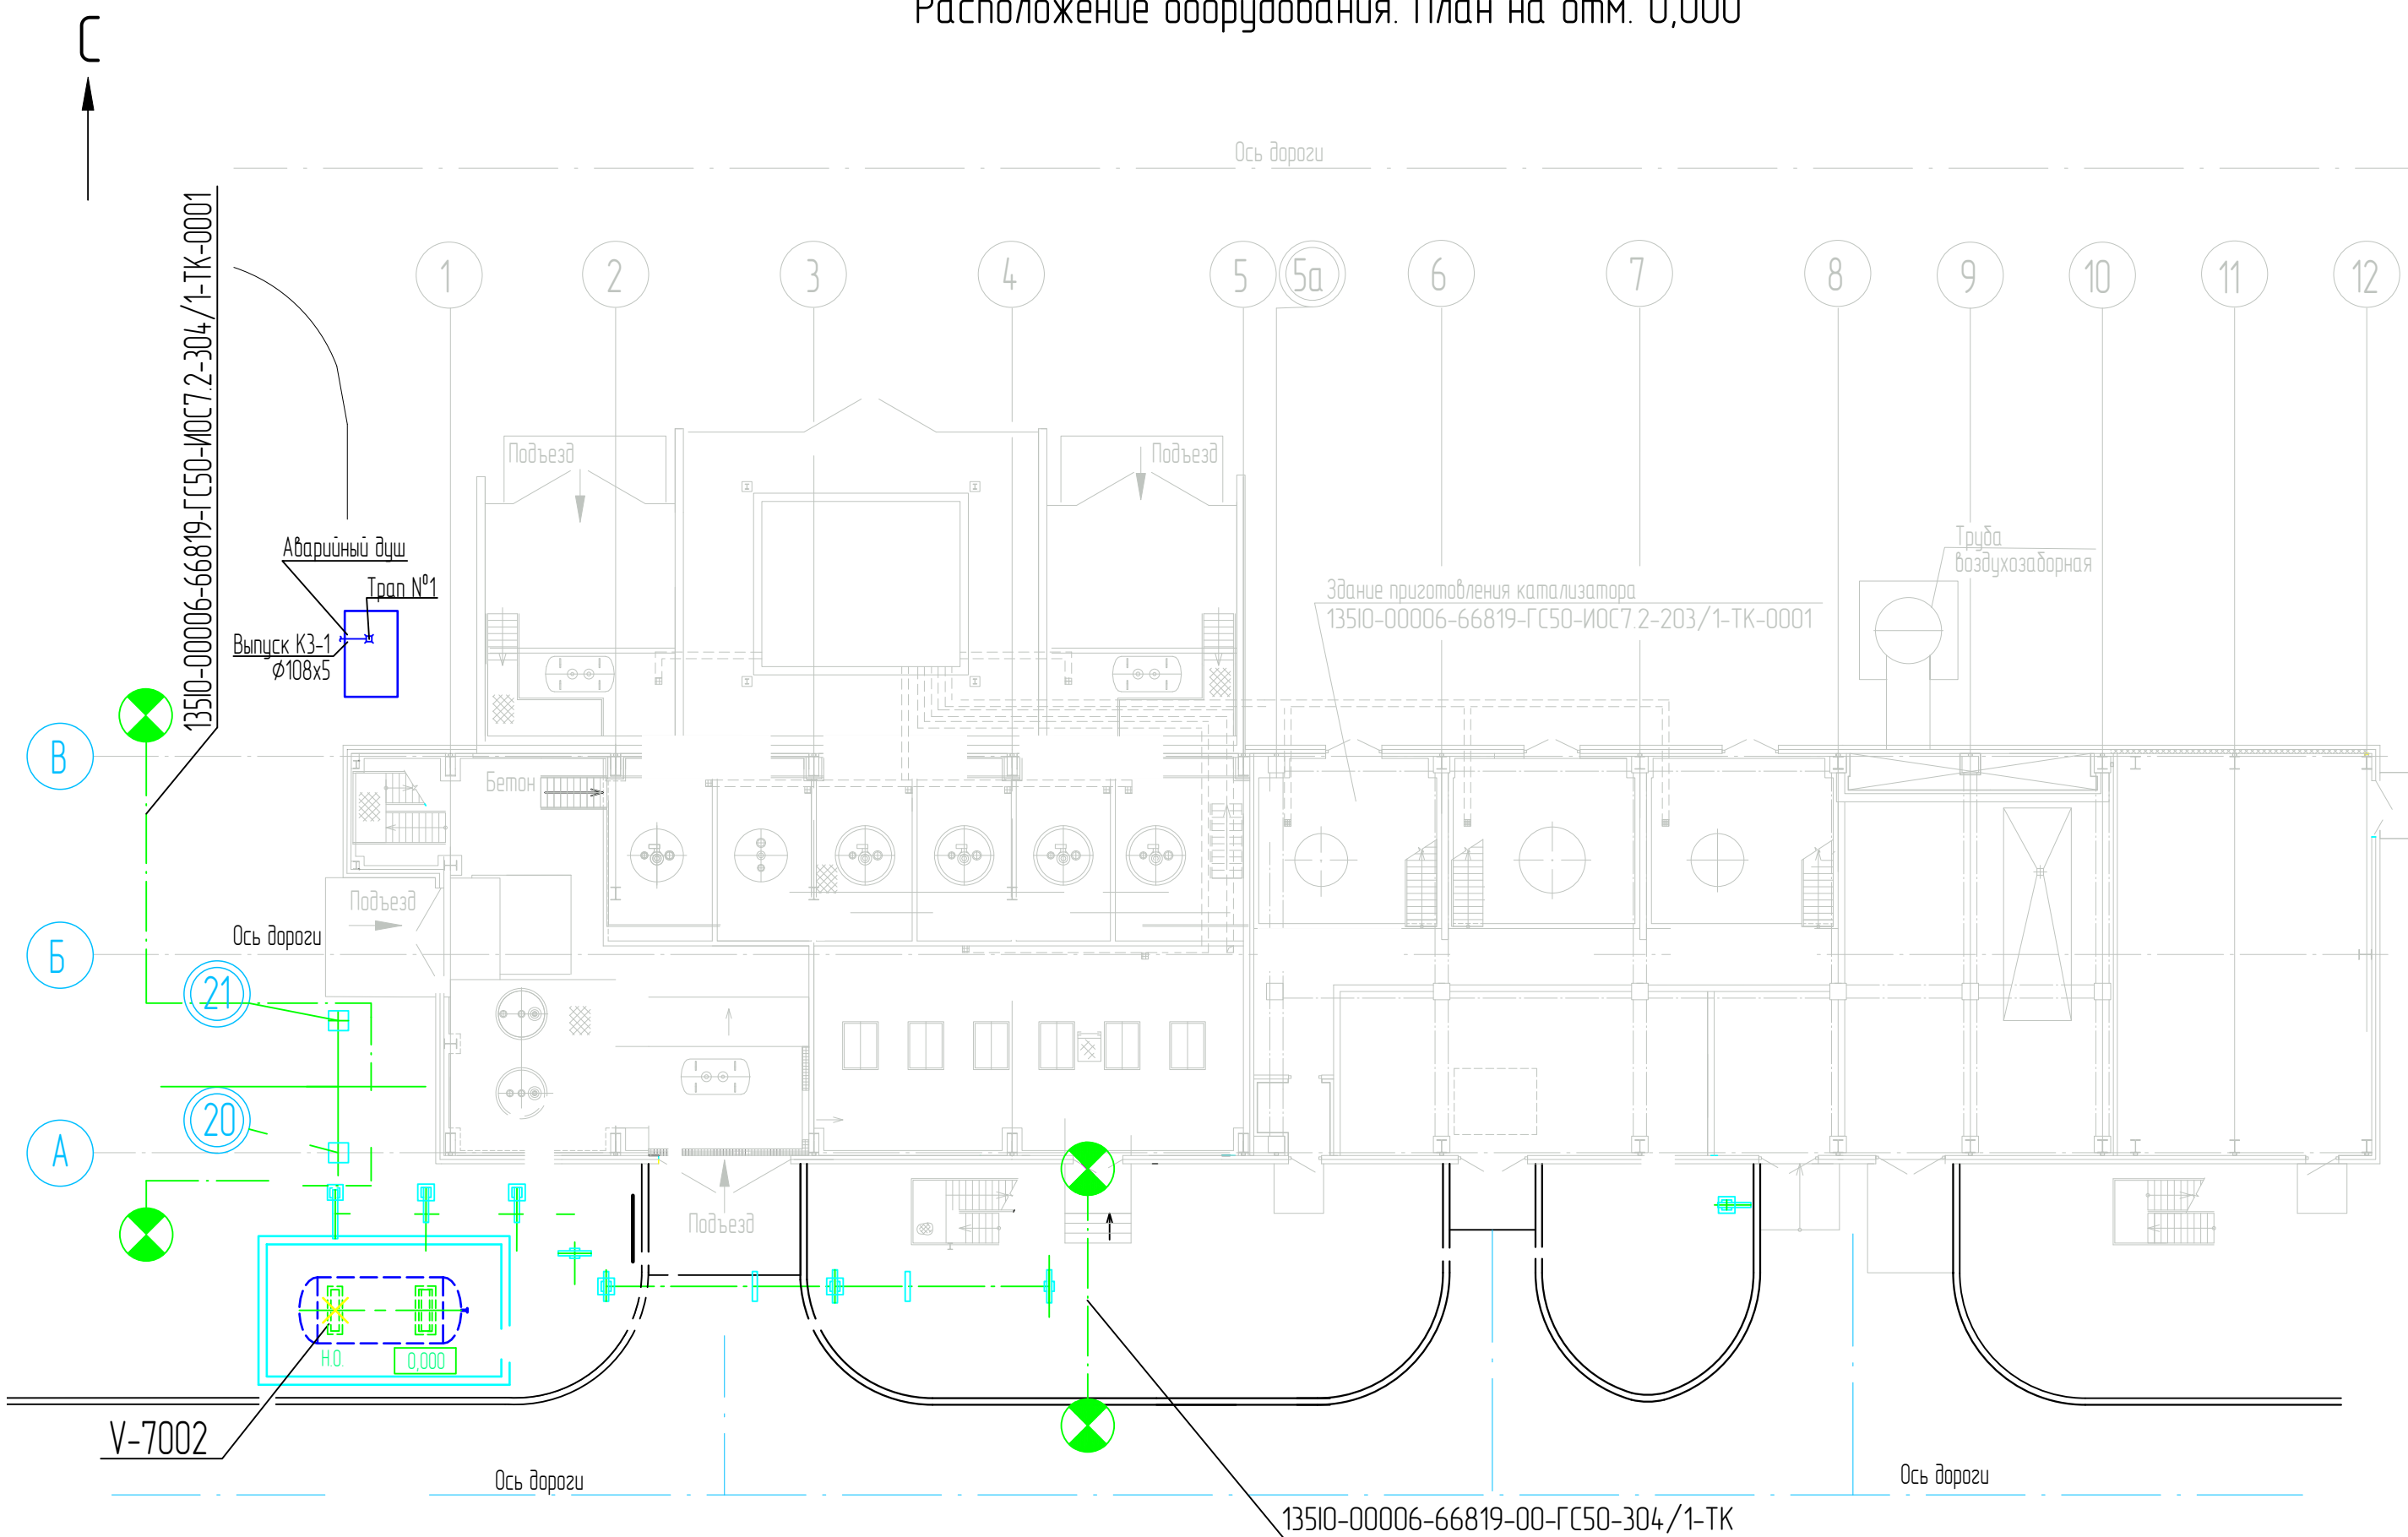 Расположение оборудования. План на отм. 0,000
С
Ось дороги
13510-00006-66819-ГС50-ИОС7.2-304/1-ТК-0001
1
2
3
4
5
5а
6
7
8
9
10
11
12
Подъезд
Подъезд
Аварийный душ
Трап №1
Выпуск К3-1
Ø108х5
Труба
воздухозаборная
Здание приготовления катализатора
13510-00006-66819-ГС50-ИОС7.2-203/1-ТК-0001
В
Бетон
Подъезд
Ось дороги
Б
21
20
А
Подъезд
Н.О.
0,000
V-7002
Ось дороги
Ось дороги
13510-00006-66819-00-ГС50-304/1-ТК